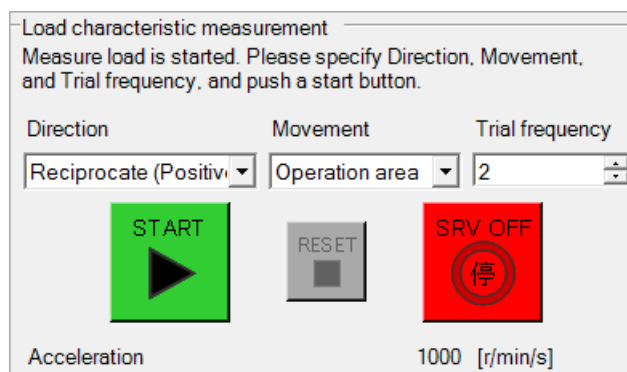 Load characteristic measurement
Measure load is started. Please specify Direction, Movement,
and Trial frequency, and push a start button.
Direction Movement Trial frequency
Reciprocate (Positiv Operation area 2
START RESET SRV OFF
停
Acceleration 1000 [r/min/s]